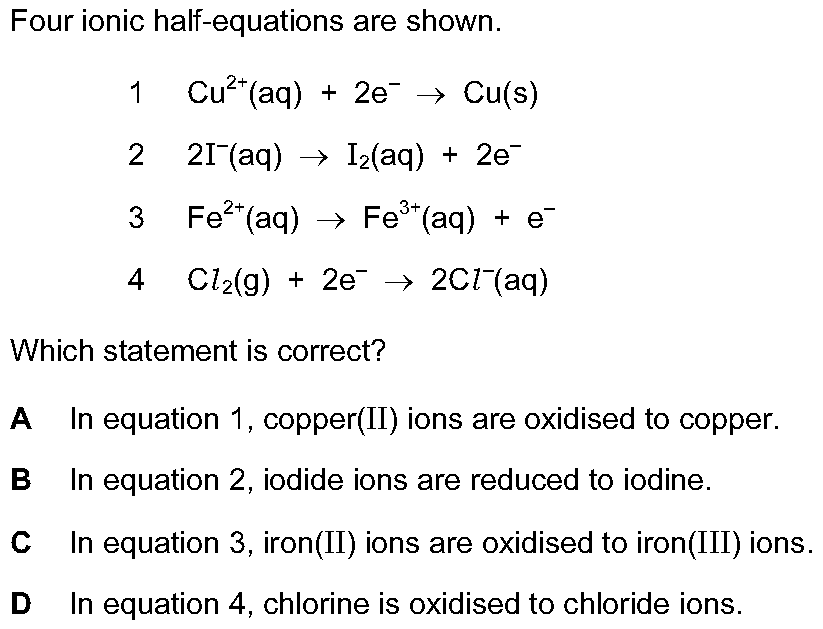 Four ionic half-equations are shown.
1 Cu²⁺(aq) + 2e⁻ → Cu(s)
2 2I⁻(aq) → I₂(aq) + 2e⁻
3 Fe²⁺(aq) → Fe³⁺(aq) + e⁻
4 Cl₂(g) + 2e⁻ → 2Cl⁻(aq)
Which statement is correct?
A In equation 1, copper(II) ions are oxidised to copper.
B In equation 2, iodide ions are reduced to iodine.
C In equation 3, iron(II) ions are oxidised to iron(III) ions.
D In equation 4, chlorine is oxidised to chloride ions.